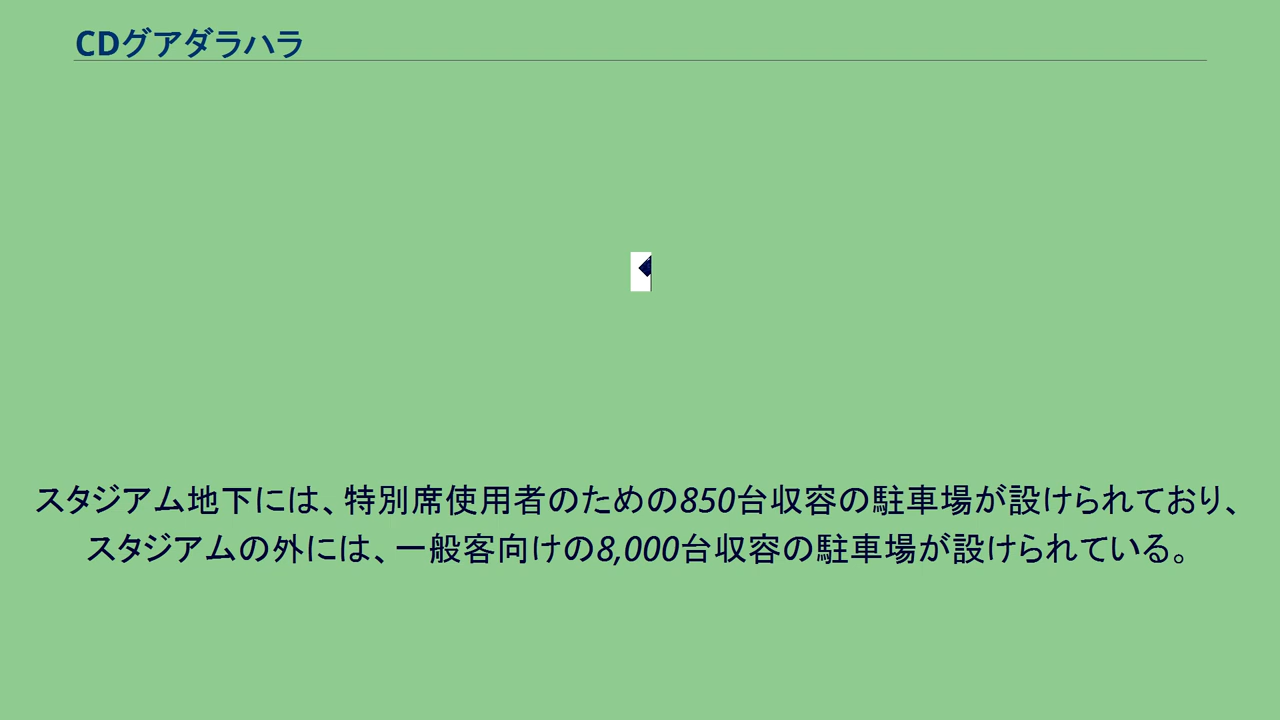 CDグアダラハラ
スタジアム地下には、特別席使用者のための850台収容の駐車場が設けられており、
スタジアムの外には、一般客向けの8,000台収容の駐車場が設けられている。